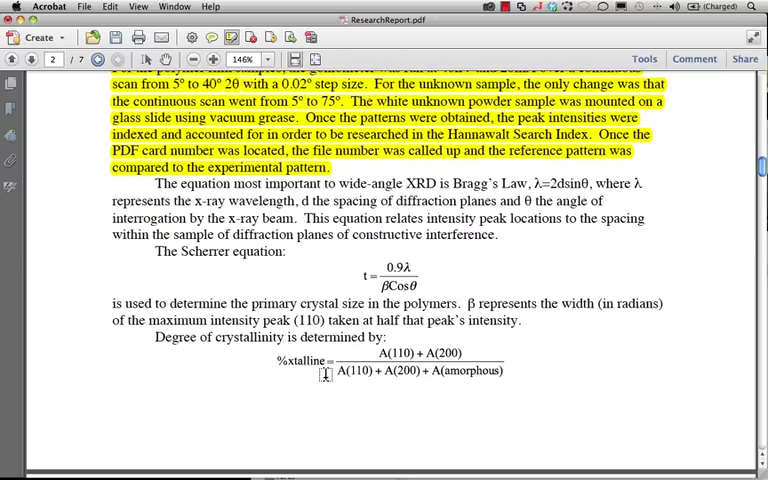 Acrobat File Edit View Window Help (Charged)
ResearchReport.pdf
Create
2 / 7 146% Tools Comment Share
scan from 5º to 40º 2θ with a 0.02º step size. For the unknown sample, the only change was that
the continuous scan went from 5º to 75º. The white unknown powder sample was mounted on a
glass slide using vacuum grease. Once the patterns were obtained, the peak intensities were
indexed and accounted for in order to be researched in the Hannawalt Search Index. Once the
PDF card number was located, the file number was called up and the reference pattern was
compared to the experimental pattern.
The equation most important to wide-angle XRD is Bragg's Law, λ=2dsinθ, where λ
represents the x-ray wavelength, d the spacing of diffraction planes and θ the angle of
interrogation by the x-ray beam. This equation relates intensity peak locations to the spacing
within the sample of diffraction planes of constructive interference.
The Scherrer equation:
t = 0.9λ
βCosθ
is used to determine the primary crystal size in the polymers. β represents the width (in radians)
of the maximum intensity peak (110) taken at half that peak's intensity.
Degree of crystallinity is determined by:
%xtalline = A(110) + A(200)
A(110) + A(200) + A(amorphous)